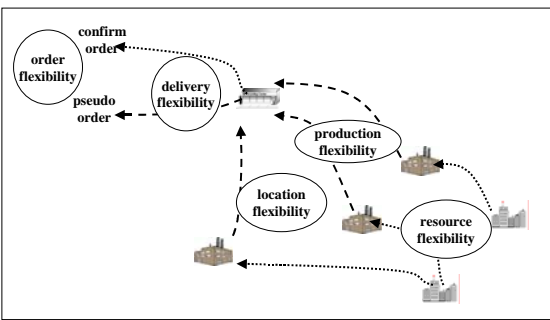 confirm
order
order
flexibility
delivery
flexibility
pseudo
order
production
flexibility
location
flexibility
resource
flexibility